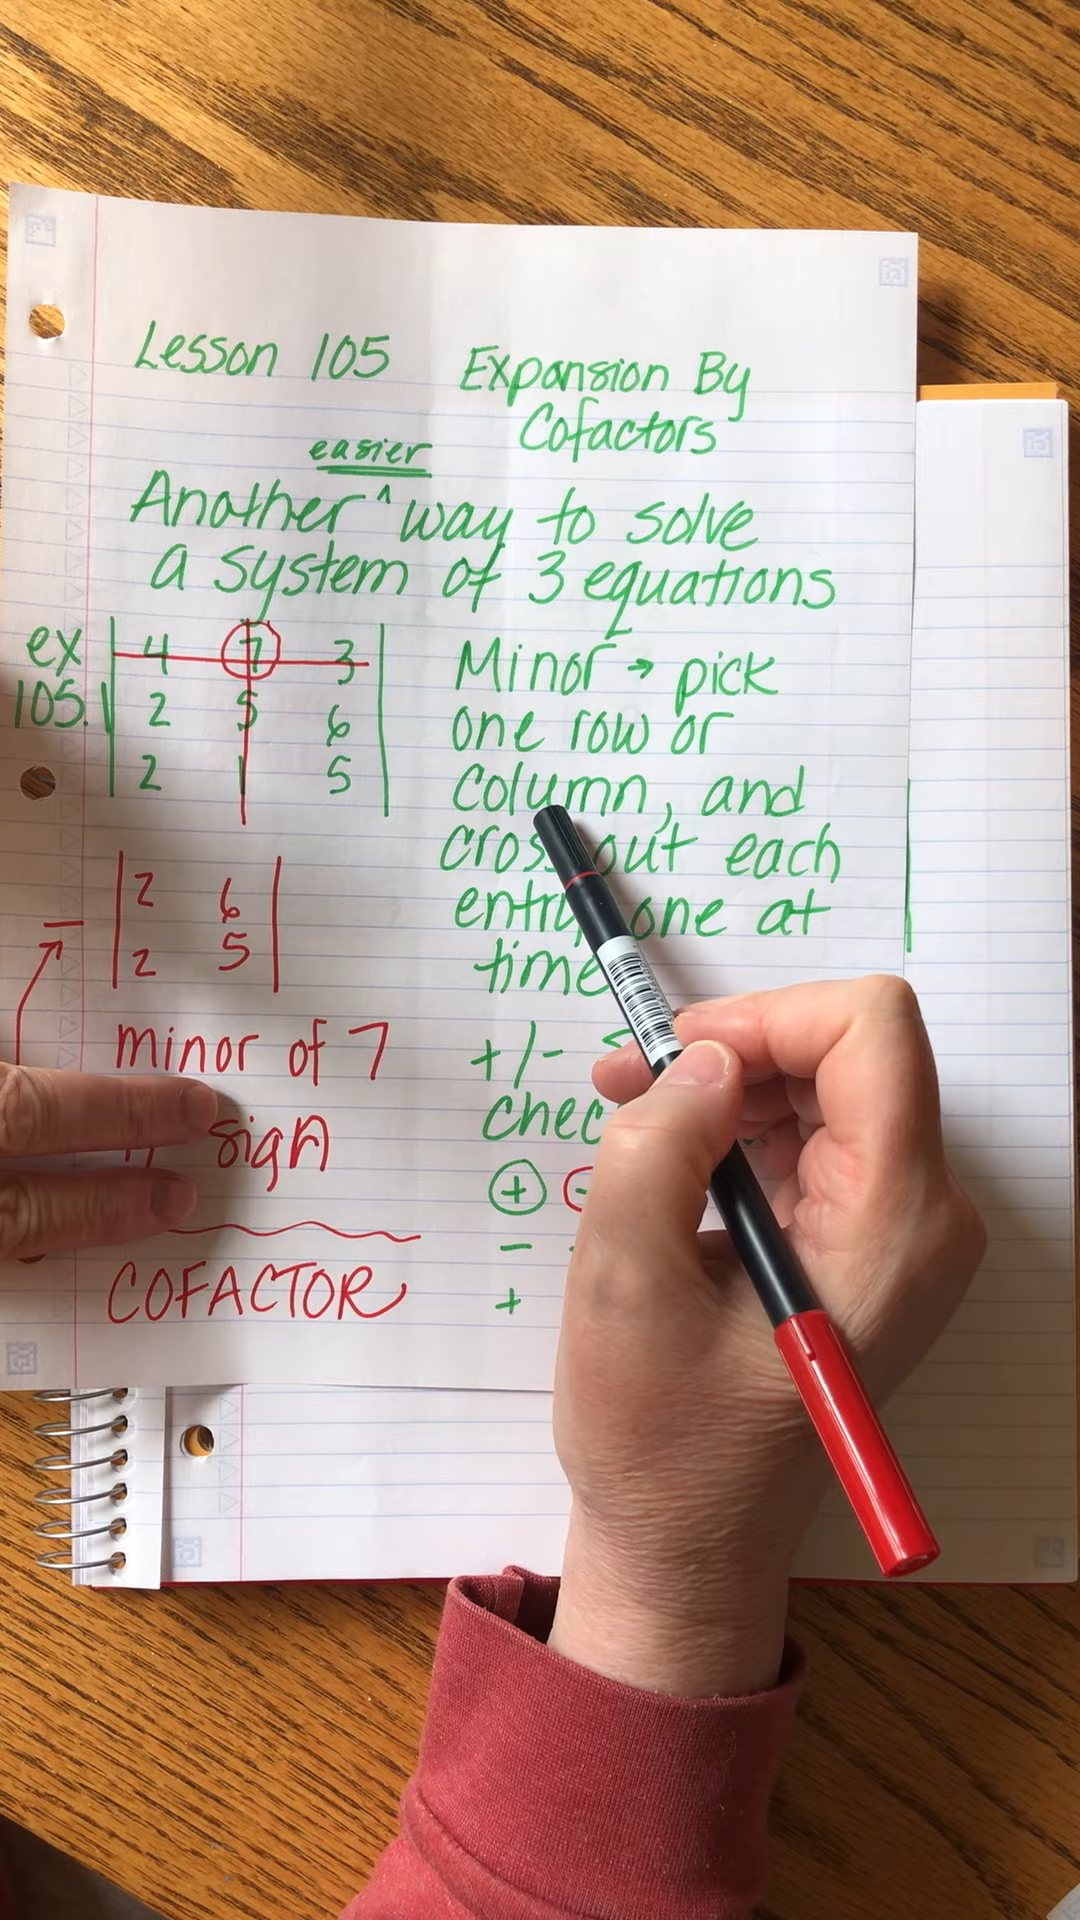 Lesson 105
Expansion By
Cofactors
easier
Another ^ way to solve
a system of 3 equations
ex
105.1
4 7 3
2 5 6
2 1 5
Minor → pick
one row or
column, and
cross out each
entry one at
time
2 6
2 5
−
minor of 7
sign
COFACTOR
+/-
chec
+ -
−
+